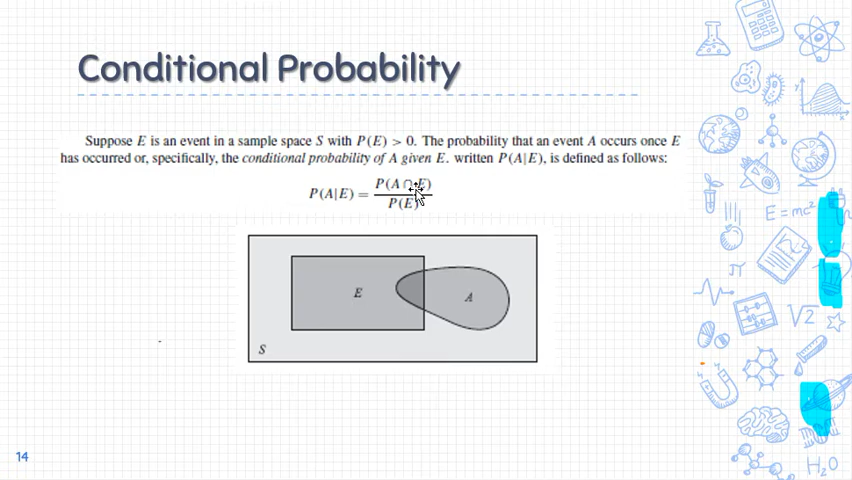 Conditional Probability
Suppose E is an event in a sample space S with P(E) > 0. The probability that an event A occurs once E
has occurred or, specifically, the conditional probability of A given E. written P(A|E), is defined as follows:
P(A|E) = P(A ∩ E) / P(E)
E
A
S
14
E=mc²
π
√2
H₂O